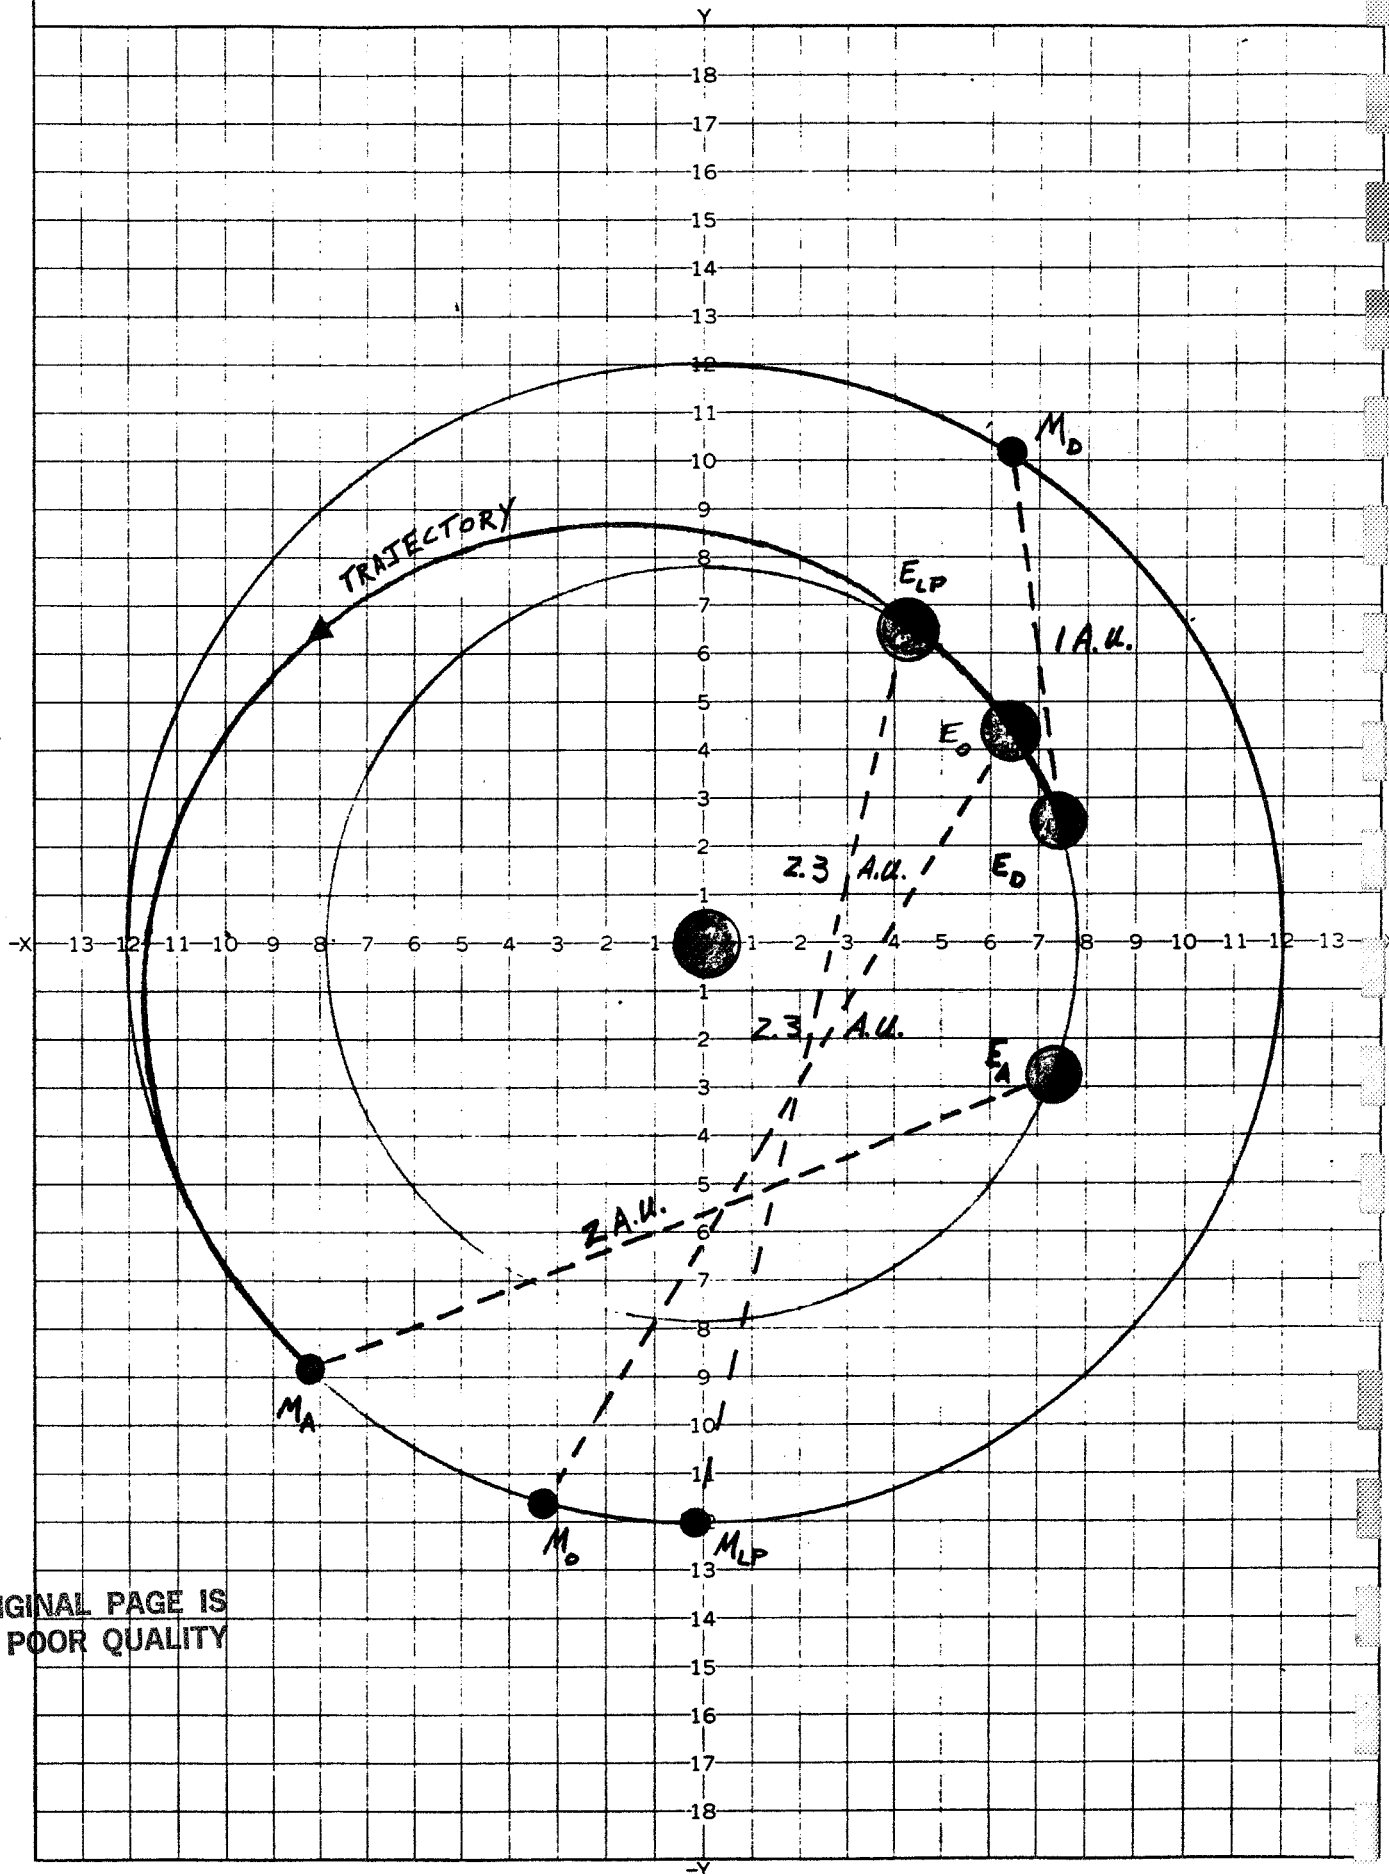 Y
18
17
16
15
14
13
12
11
M_D
10
9
TRAJECTORY
8
E_LP
7
6
1 A.U.
5
E_o
4
3
2
2.3 A.U.
E_D
1
-X 13 12 11 10 9 8 7 6 5 4 3 2 1 1 2 3 4 5 6 7 8 9 10 11 12 13
1
2.3 A.U.
2
E_A
3
4
5
2 A.U.
6
7
8
9
M_A
10
11
M_o
M_LP
13
IGINAL PAGE IS
POOR QUALITY
14
15
16
17
18
-Y